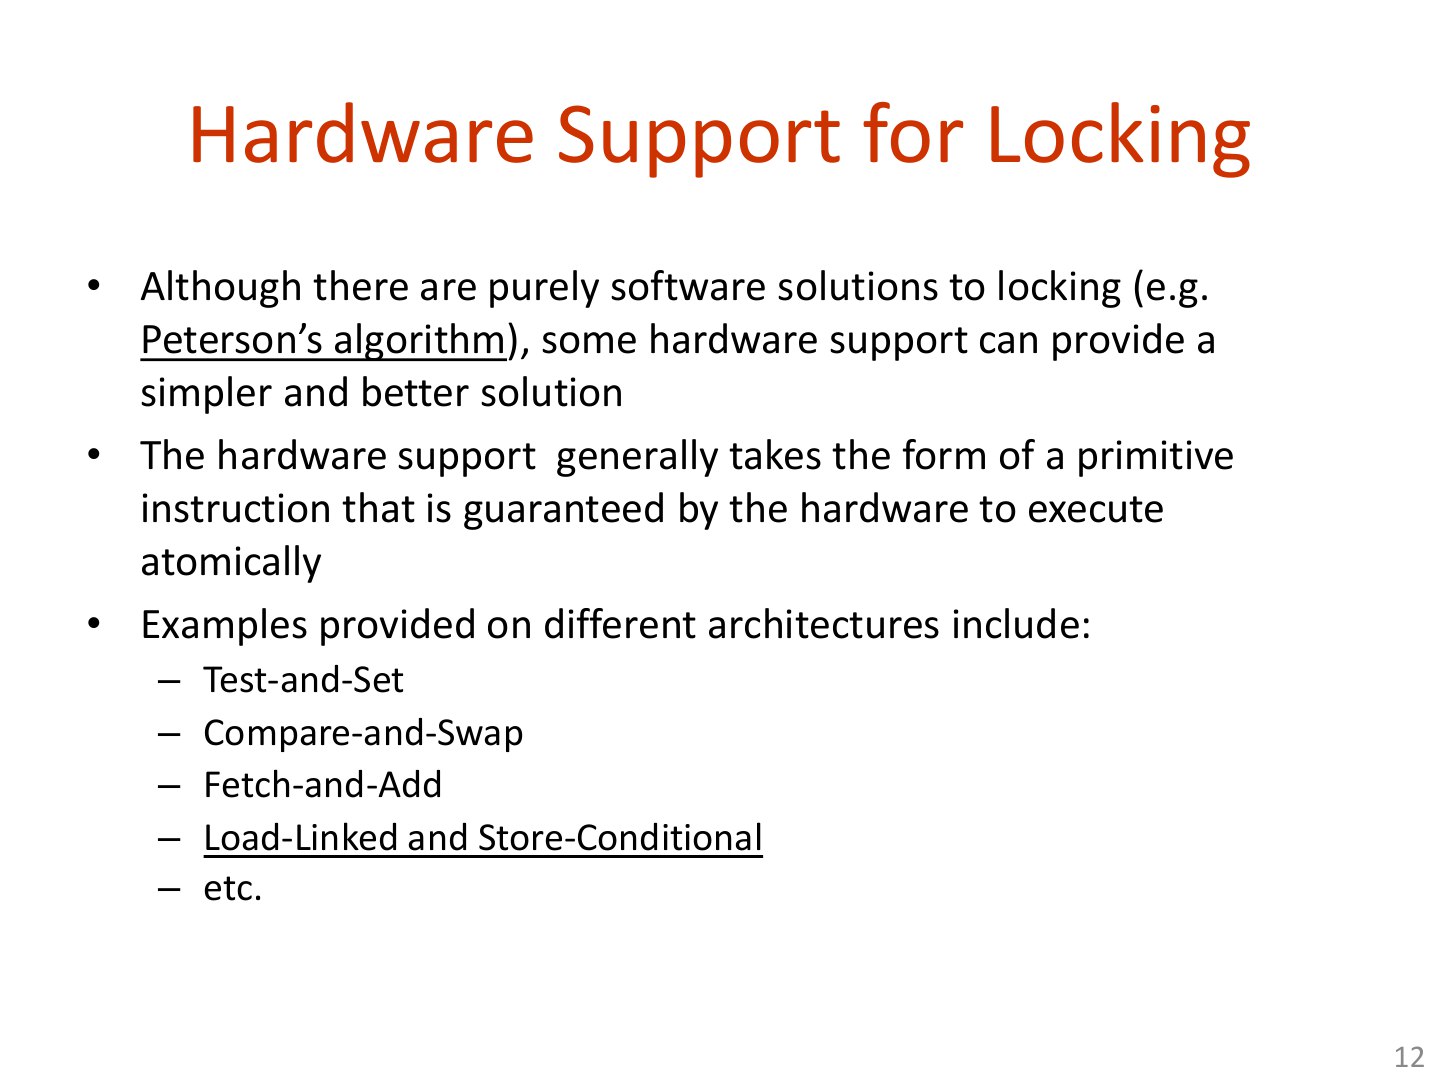 Hardware Support for Locking
• Although there are purely software solutions to locking (e.g.
Peterson’s algorithm), some hardware support can provide a
simpler and better solution
• The hardware support  generally takes the form of a primitive
instruction that is guaranteed by the hardware to execute
atomically
• Examples provided on different architectures include:
– Test-and-Set
– Compare-and-Swap
– Fetch-and-Add
– Load-Linked and Store-Conditional
– etc.
12